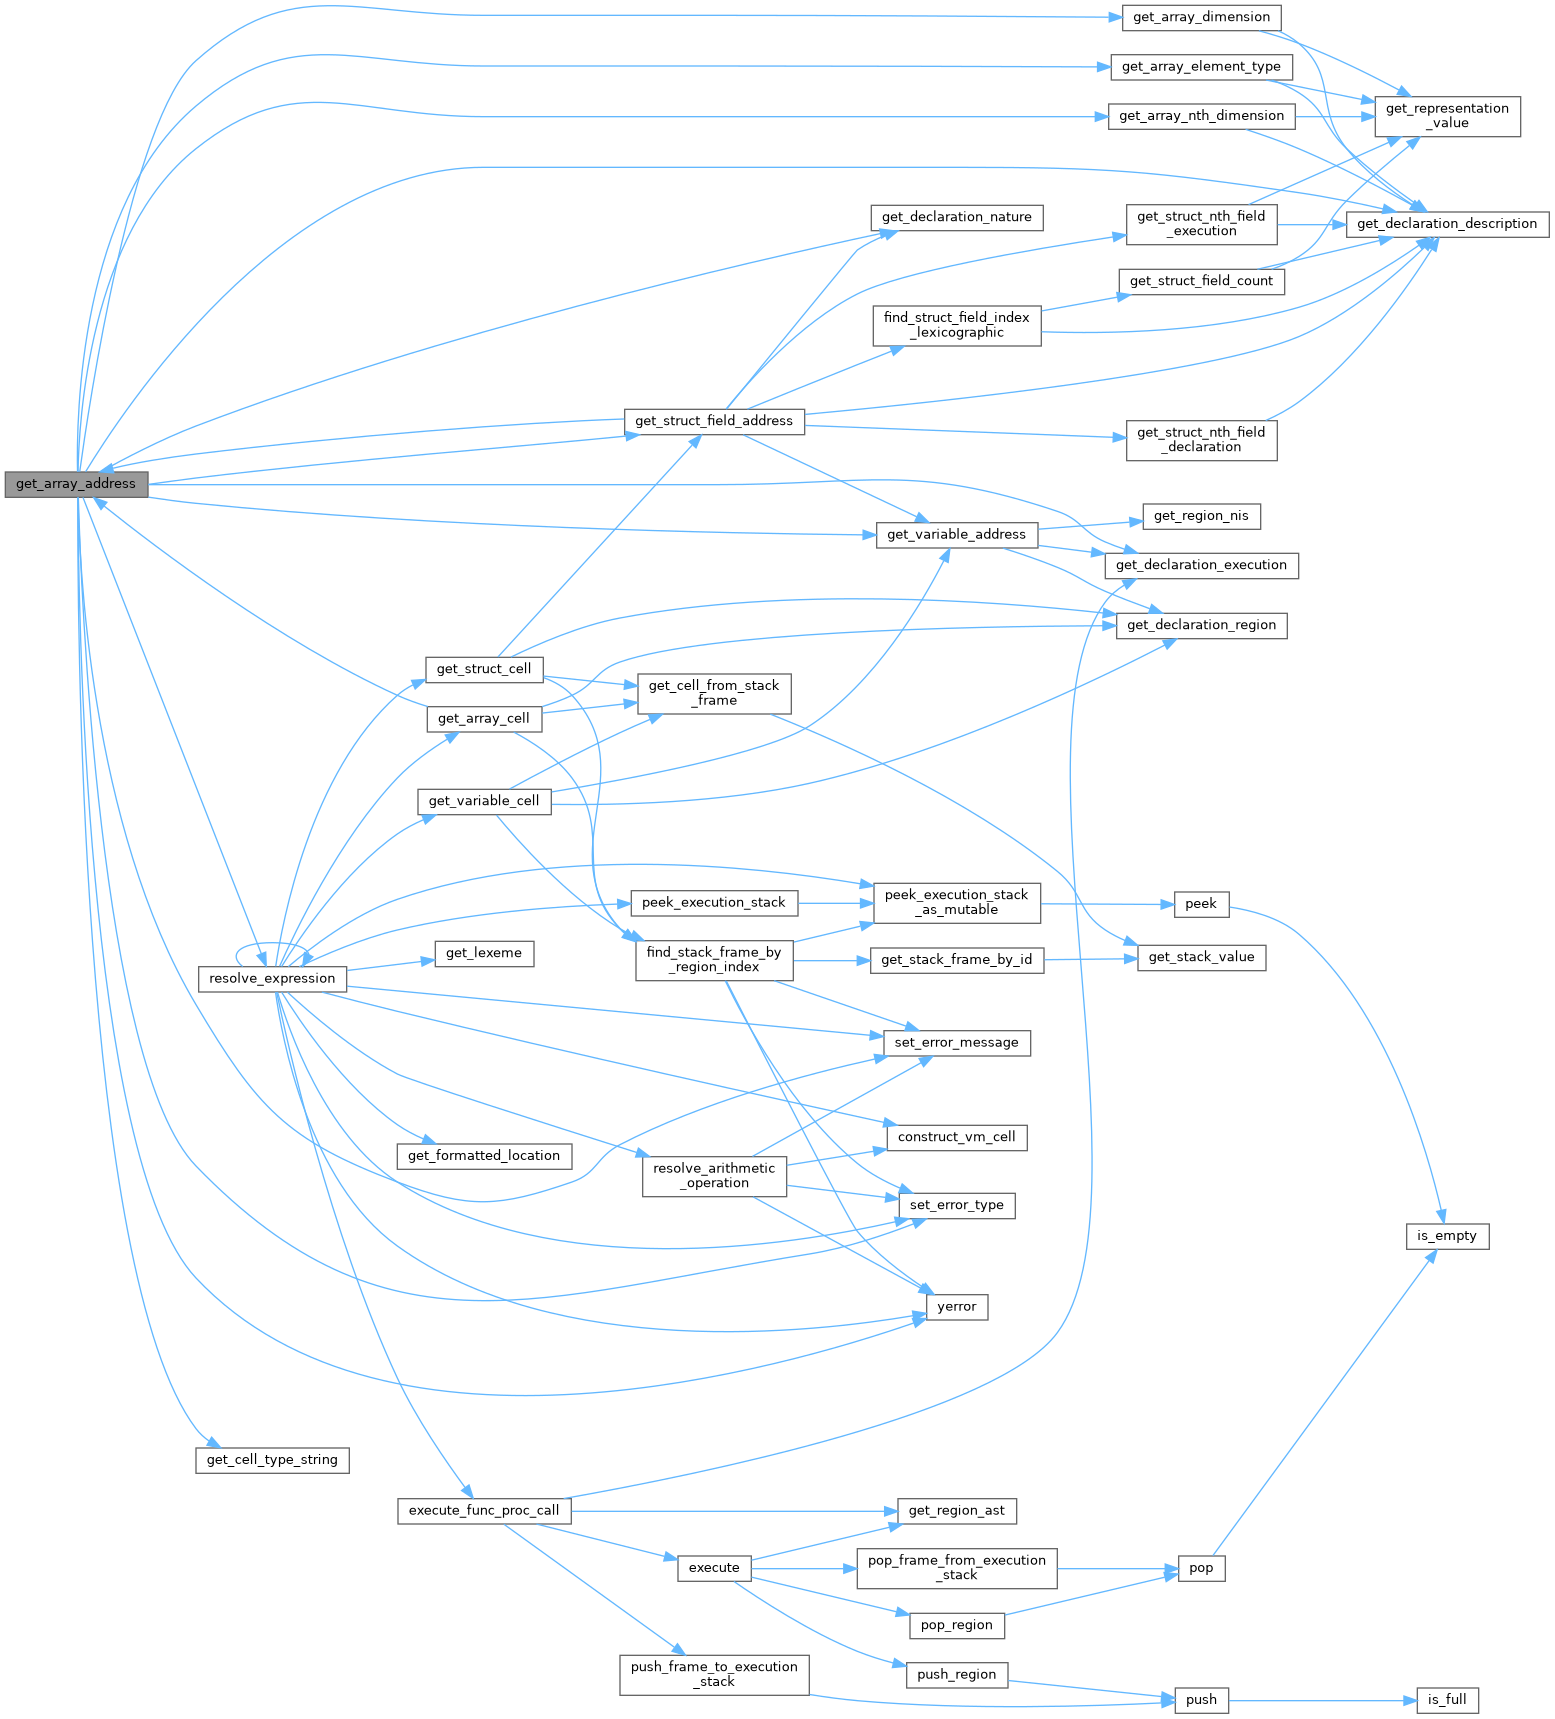 get_array_dimension
get_array_element_type
get_representation
_value
get_array_nth_dimension
get_declaration_nature
get_struct_nth_field
_execution
get_declaration_description
get_struct_field_count
find_struct_field_index
_lexicographic
get_struct_field_address
get_struct_nth_field
_declaration
get_array_address
get_region_nis
get_variable_address
get_declaration_execution
get_declaration_region
get_struct_cell
get_cell_from_stack
_frame
get_array_cell
get_variable_cell
peek_execution_stack
peek_execution_stack
_as_mutable
peek
get_lexeme
find_stack_frame_by
_region_index
get_stack_frame_by_id
get_stack_value
resolve_expression
set_error_message
construct_vm_cell
get_formatted_location
resolve_arithmetic
_operation
set_error_type
is_empty
yerror
get_cell_type_string
execute_func_proc_call
get_region_ast
execute
pop_frame_from_execution
_stack
pop
pop_region
push_frame_to_execution
_stack
push_region
push
is_full